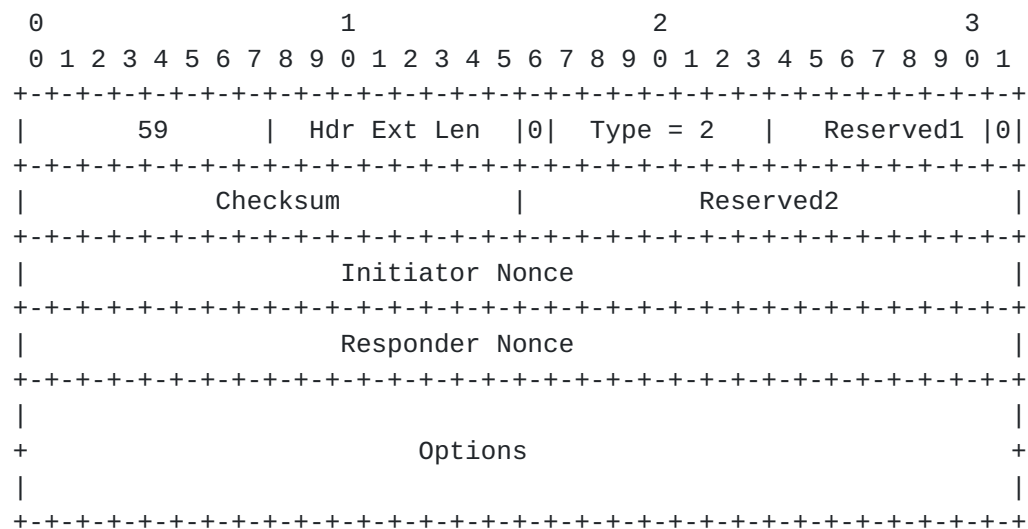 0                   1                   2                   3
 0 1 2 3 4 5 6 7 8 9 0 1 2 3 4 5 6 7 8 9 0 1 2 3 4 5 6 7 8 9 0 1
+-+-+-+-+-+-+-+-+-+-+-+-+-+-+-+-+-+-+-+-+-+-+-+-+-+-+-+-+-+-+-+-+
|       59      |  Hdr Ext Len  |0|  Type = 2   |   Reserved1 |0|
+-+-+-+-+-+-+-+-+-+-+-+-+-+-+-+-+-+-+-+-+-+-+-+-+-+-+-+-+-+-+-+-+
|            Checksum           |           Reserved2           |
+-+-+-+-+-+-+-+-+-+-+-+-+-+-+-+-+-+-+-+-+-+-+-+-+-+-+-+-+-+-+-+-+
|                    Initiator Nonce                            |
+-+-+-+-+-+-+-+-+-+-+-+-+-+-+-+-+-+-+-+-+-+-+-+-+-+-+-+-+-+-+-+-+
|                    Responder Nonce                            |
+-+-+-+-+-+-+-+-+-+-+-+-+-+-+-+-+-+-+-+-+-+-+-+-+-+-+-+-+-+-+-+-+
|                                                               |
+                         Options                               +
|                                                               |
+-+-+-+-+-+-+-+-+-+-+-+-+-+-+-+-+-+-+-+-+-+-+-+-+-+-+-+-+-+-+-+-+